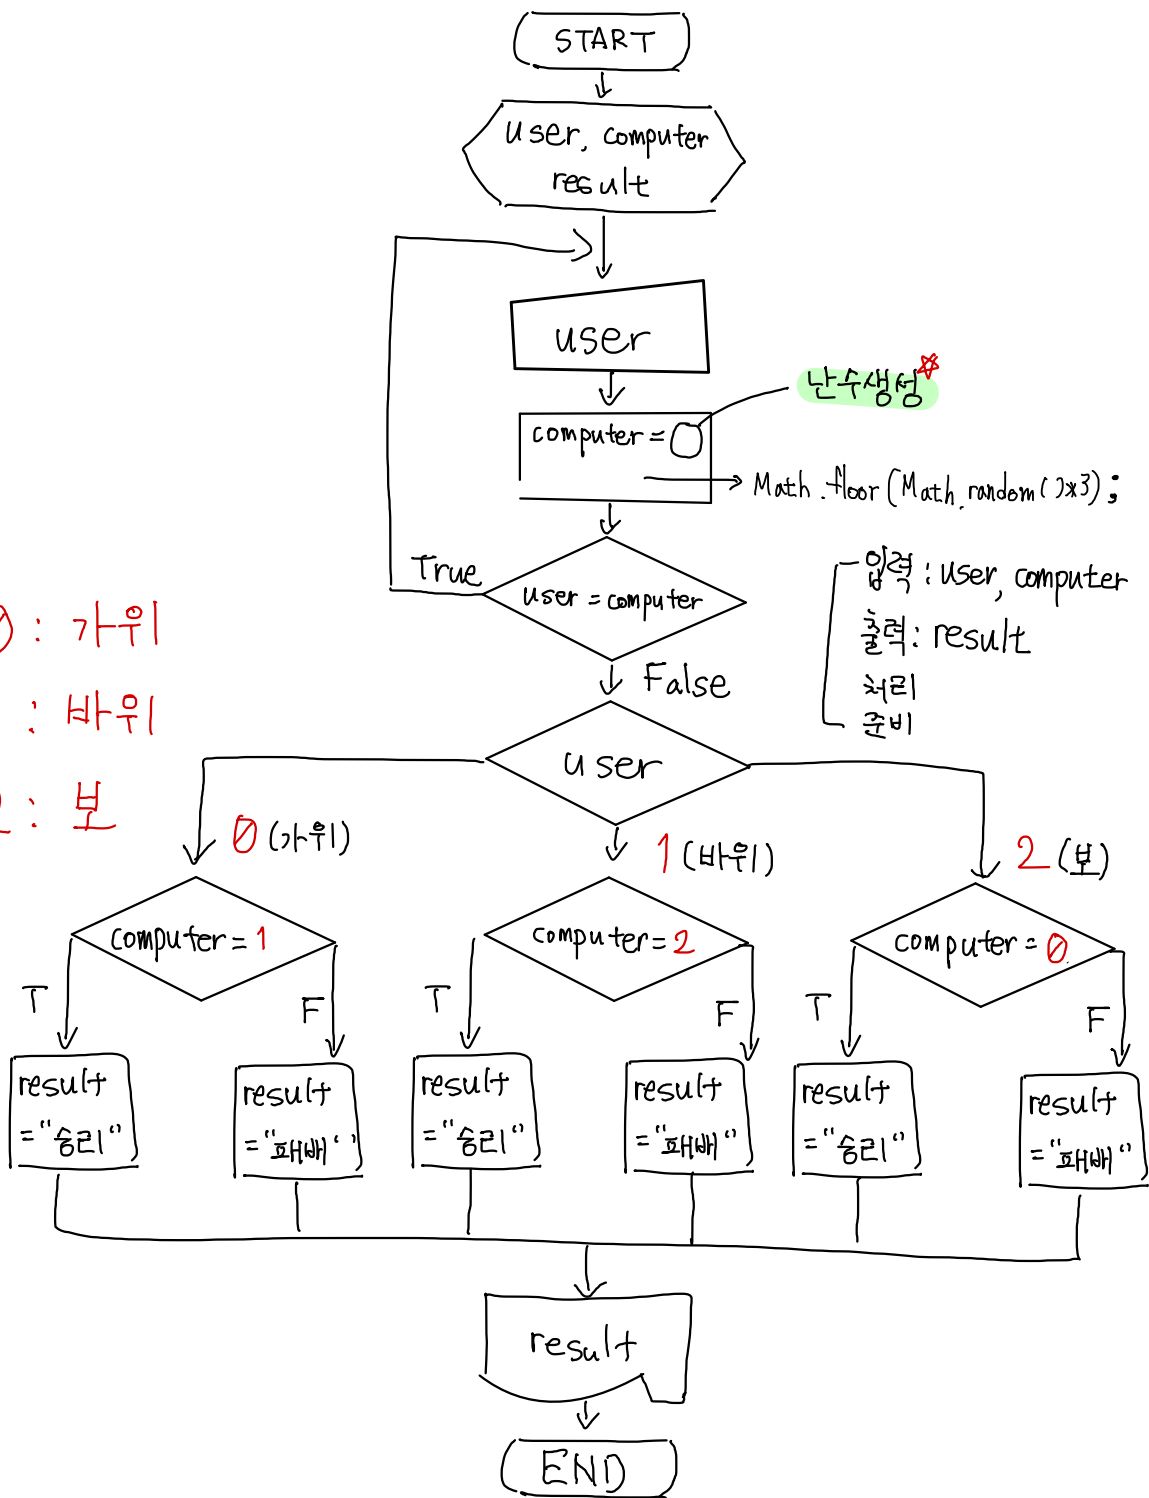 START
user, computer
result
user
난수생성
computer =
Math.floor(Math.random()*3);
True
user = computer
입력 : user, computer
출력 : result
처리
준비
0 : 가위
: 바위
2 : 보
False
user
0 (가위)
1 (바위)
2 (보)
computer = 1
computer = 2
computer = 0
T
F
T
F
T
F
result
="승리"
result
="패배"
result
="승리"
result
="패배"
result
="승리"
result
="패배"
result
END